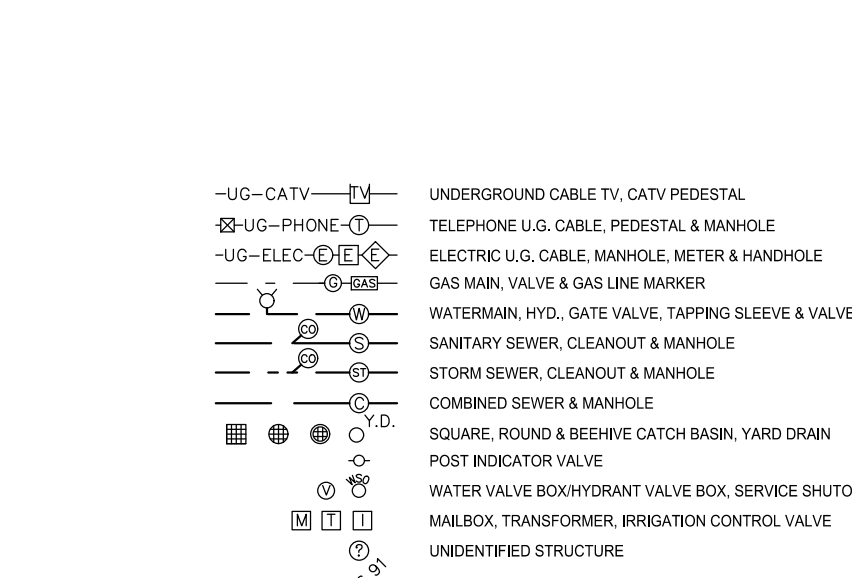 -UG-CATV TV UNDERGROUND CABLE TV, CATV PEDESTAL
UG-PHONE T TELEPHONE U.G. CABLE, PEDESTAL & MANHOLE
-UG-ELEC E E E ELECTRIC U.G. CABLE, MANHOLE, METER & HANDHOLE
G GAS GAS MAIN, VALVE & GAS LINE MARKER
W WATERMAIN, HYD., GATE VALVE, TAPPING SLEEVE & VALVE
CO S SANITARY SEWER, CLEANOUT & MANHOLE
CO ST STORM SEWER, CLEANOUT & MANHOLE
C COMBINED SEWER & MANHOLE
Y.D. SQUARE, ROUND & BEEHIVE CATCH BASIN, YARD DRAIN
POST INDICATOR VALVE
V WSO WATER VALVE BOX/HYDRANT VALVE BOX, SERVICE SHUTO
M T I MAILBOX, TRANSFORMER, IRRIGATION CONTROL VALVE
? UNIDENTIFIED STRUCTURE
91